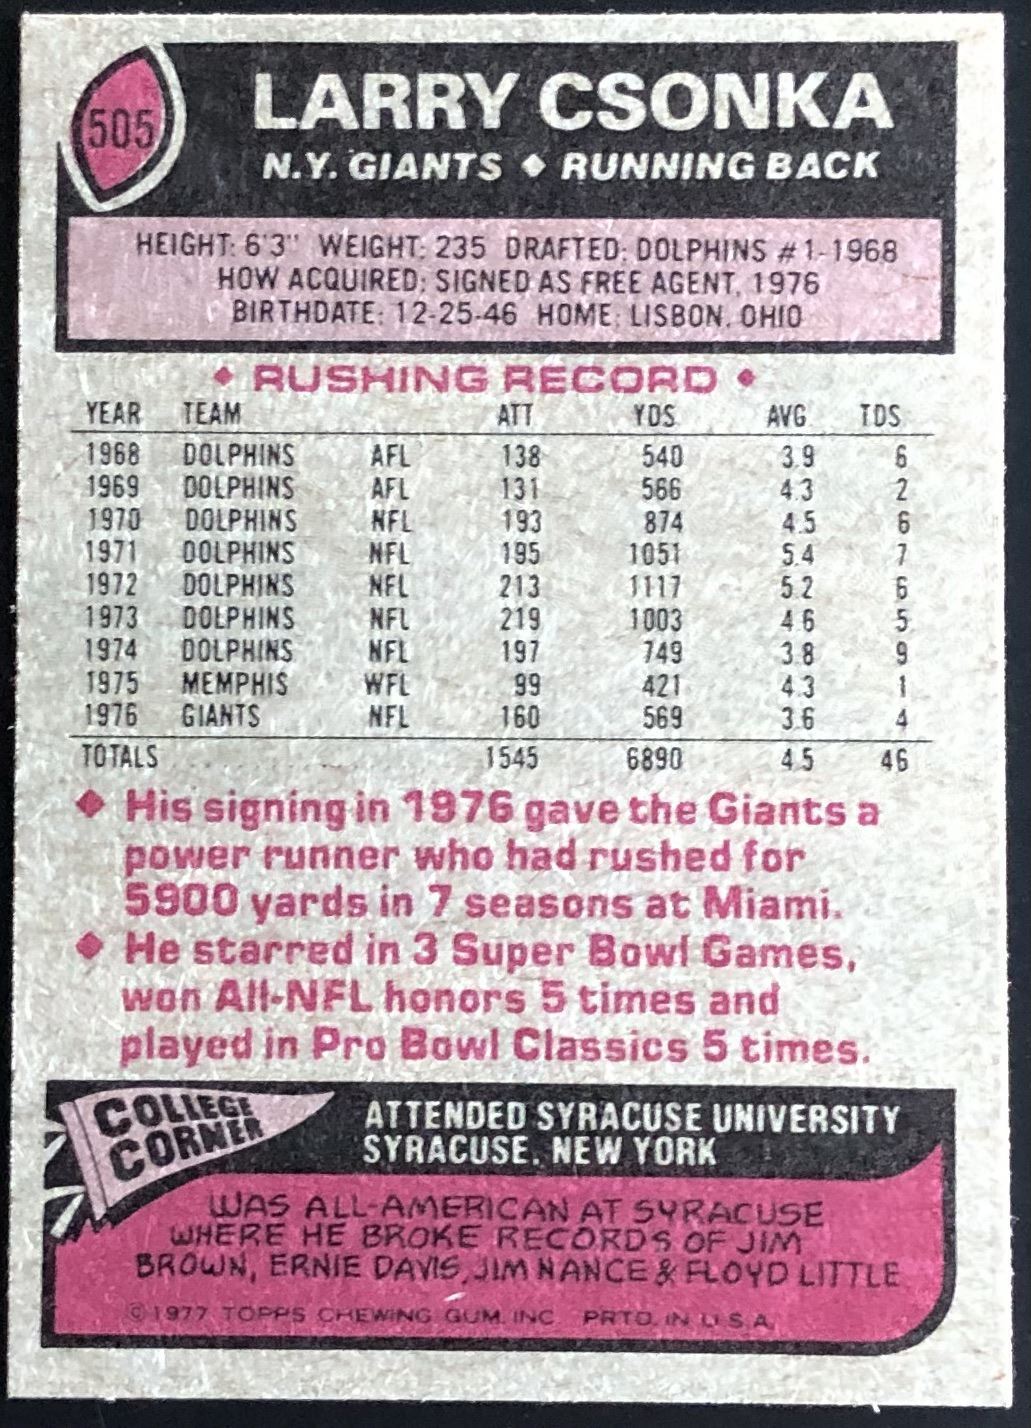 505
LARRY CSONKA
N.Y. GIANTS ◆ RUNNING BACK
HEIGHT: 6'3" WEIGHT: 235 DRAFTED: DOLPHINS #1-1968
HOW ACQUIRED: SIGNED AS FREE AGENT, 1976
BIRTHDATE: 12-25-46 HOME: LISBON, OHIO
◆ RUSHING RECORD ◆
YEAR TEAM ATT YDS AVG TDS
1968 DOLPHINS AFL 138 540 3.9 6
1969 DOLPHINS AFL 131 566 4.3 2
1970 DOLPHINS NFL 193 874 4.5 6
1971 DOLPHINS NFL 195 1051 5.4 7
1972 DOLPHINS NFL 213 1117 5.2 6
1973 DOLPHINS NFL 219 1003 4.6 5
1974 DOLPHINS NFL 197 749 3.8 9
1975 MEMPHIS WFL 99 421 4.3 1
1976 GIANTS NFL 160 569 3.6 4
TOTALS 1545 6890 4.5 46
◆ His signing in 1976 gave the Giants a
power runner who had rushed for
5900 yards in 7 seasons at Miami.
◆ He starred in 3 Super Bowl Games,
won All-NFL honors 5 times and
played in Pro Bowl Classics 5 times.
COLLEGE
CORNER
ATTENDED SYRACUSE UNIVERSITY
SYRACUSE, NEW YORK
WAS ALL-AMERICAN AT SYRACUSE
WHERE HE BROKE RECORDS OF JIM
BROWN, ERNIE DAVIS, JIM NANCE & FLOYD LITTLE
© 1977 TOPPS CHEWING GUM, INC. PRTD. IN U.S.A.